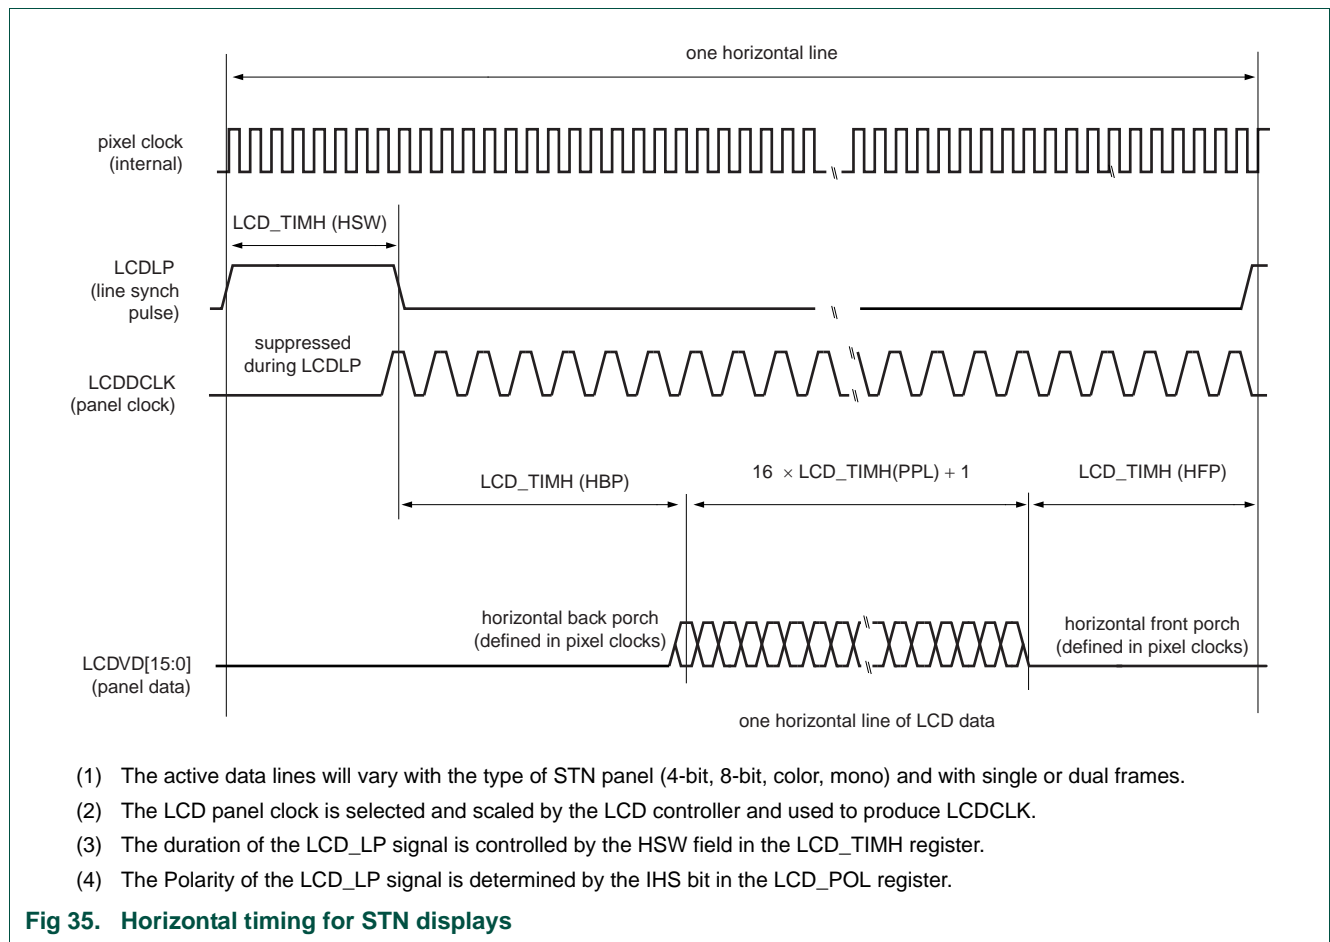 one horizontal line
pixel clock
(internal)
LCD_TIMH (HSW)
LCDLP
(line synch
pulse)
suppressed
during LCDLP
LCDDCLK
(panel clock)
LCD_TIMH (HBP)
16 × LCD_TIMH(PPL) + 1
LCD_TIMH (HFP)
horizontal back porch
(defined in pixel clocks)
horizontal front porch
(defined in pixel clocks)
LCDVD[15:0]
(panel data)
one horizontal line of LCD data
(1) The active data lines will vary with the type of STN panel (4-bit, 8-bit, color, mono) and with single or dual frames.
(2) The LCD panel clock is selected and scaled by the LCD controller and used to produce LCDCLK.
(3) The duration of the LCD_LP signal is controlled by the HSW field in the LCD_TIMH register.
(4) The Polarity of the LCD_LP signal is determined by the IHS bit in the LCD_POL register.
Fig 35. Horizontal timing for STN displays